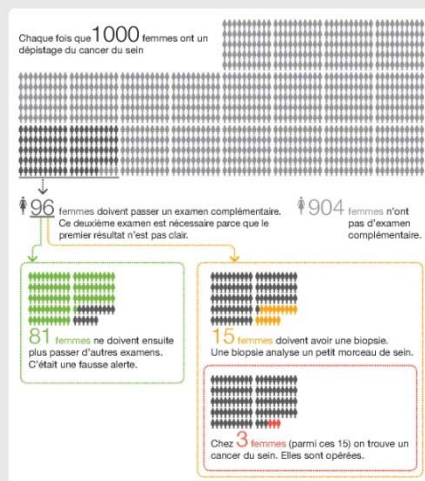 Chaque fois que 1000 femmes ont un
dépistage du cancer du sein
96 femmes doivent passer un examen complémentaire.
Ce deuxième examen est nécessaire parce que le
premier résultat n'est pas clair.
904 femmes n'ont
pas d'examen
complémentaire.
81 femmes ne doivent ensuite
plus passer d'autres examens.
C'était une fausse alerte.
15 femmes doivent avoir une biopsie.
Une biopsie analyse un petit morceau de sein.
Chez 3 femmes (parmi ces 15) on trouve un
cancer du sein. Elles sont opérées.